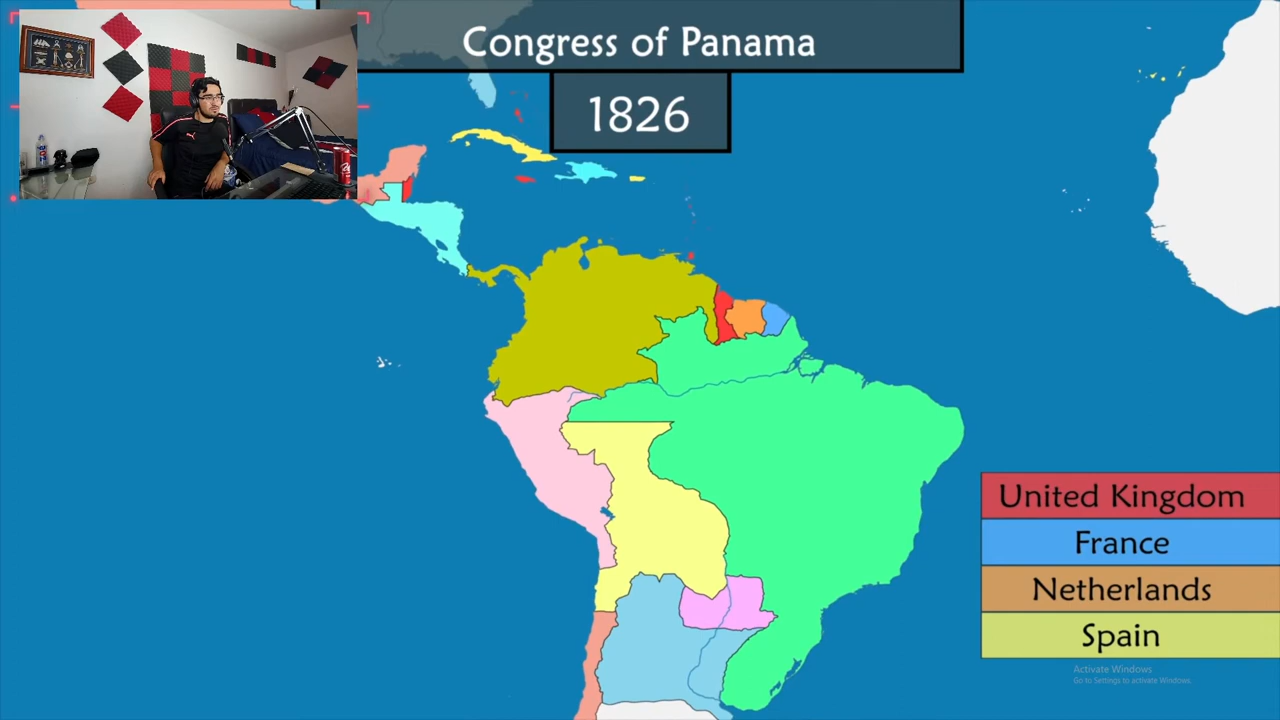 Congress of Panama
1826
United Kingdom
France
Netherlands
Spain
Activate Windows
Go to Settings to activate Windows.